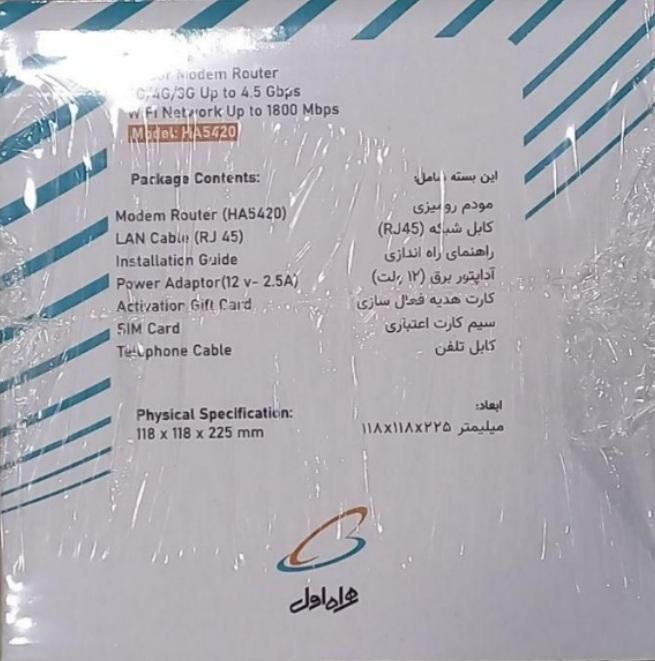 Modem Router
5G/4G/3G Up to 4.5 Gbps
WiFi Network Up to 1800 Mbps
Model: HA5420
Package Contents:
Modem Router (HA5420)
LAN Cable (RJ 45)
Installation Guide
Power Adaptor(12 v- 2.5A)
Activation Gift Card
SIM Card
Telephone Cable
Physical Specification:
118 x 118 x 225 mm
این بسته شامل:
مودم رومیزی
کابل شبکه (RJ45)
راهنمای راه اندازی
آداپتور برق (۱۲ ولت)
کارت هدیه فعال سازی
سیم کارت اعتباری
کابل تلفن
ابعاد:
۱۱۸x۱۱۸x۲۲۵ میلیمتر
همراه اول